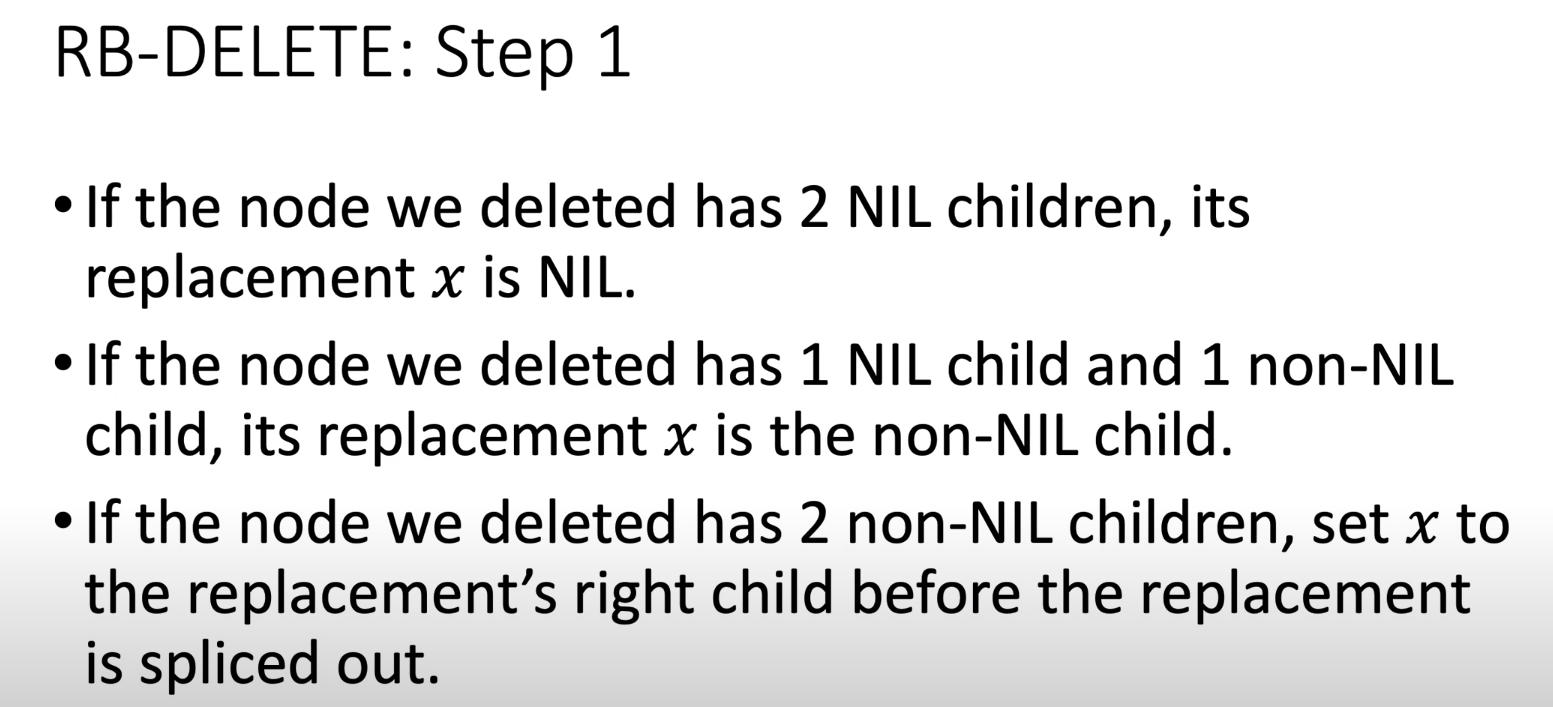 RB-DELETE: Step 1
• If the node we deleted has 2 NIL children, its
replacement x is NIL.
• If the node we deleted has 1 NIL child and 1 non-NIL
child, its replacement x is the non-NIL child.
• If the node we deleted has 2 non-NIL children, set x to
the replacement’s right child before the replacement
is spliced out.